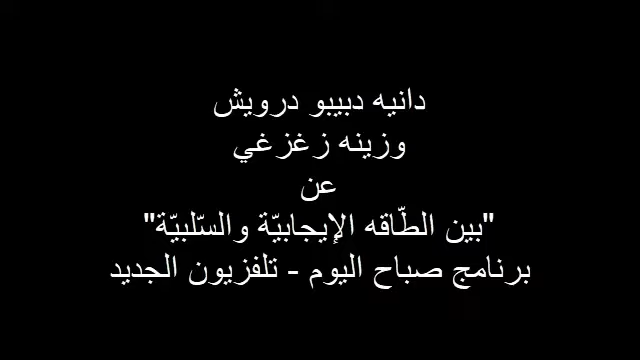 دانيه دبيبو درويش
وزينه زغزغي
عن
"بين الطّاقه الإيجابيّة والسّلبيّة"
برنامج صباح اليوم - تلفزيون الجديد